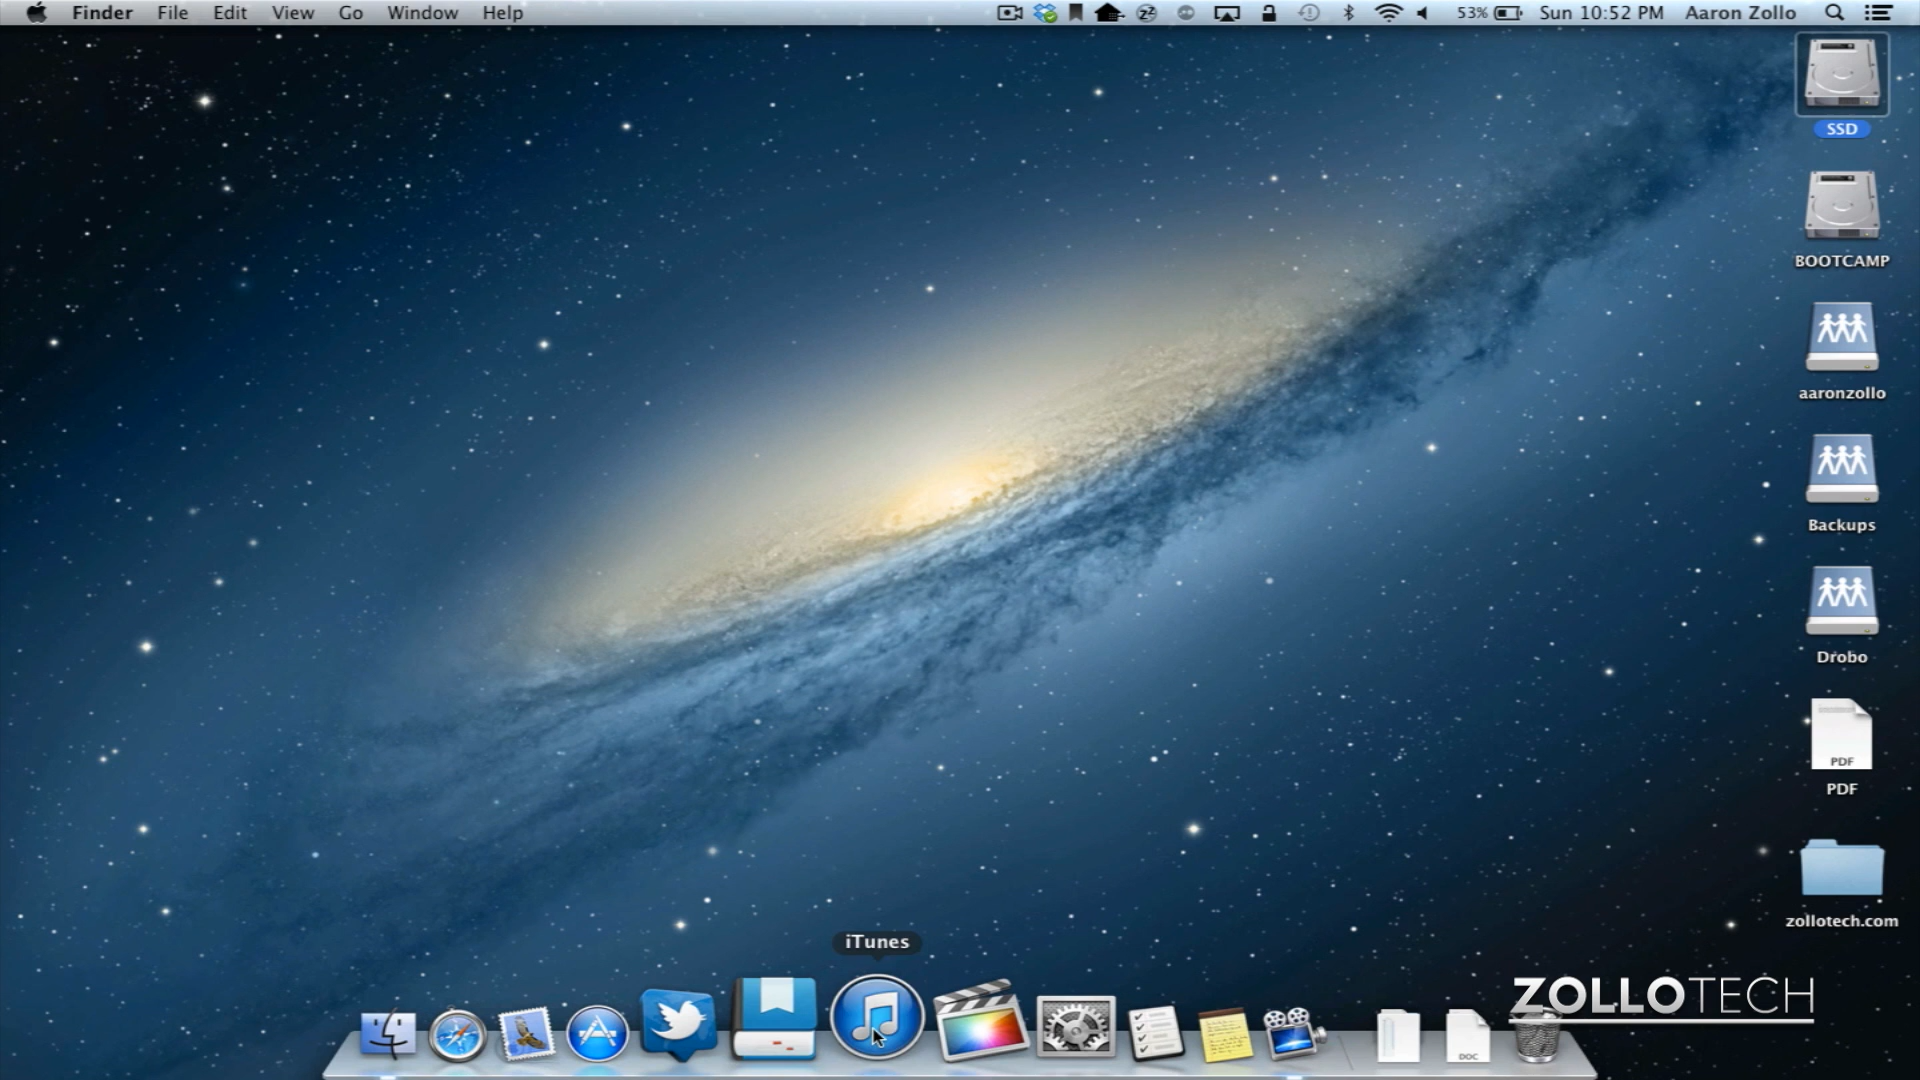 Finder File Edit View Go Window Help 53% Sun 10:52 PM Aaron Zollo
SSD
BOOTCAMP
aaronzollo
Backups
Drobo
PDF
PDF
zollotech.com
iTunes
ZOLLOTECH
DOC